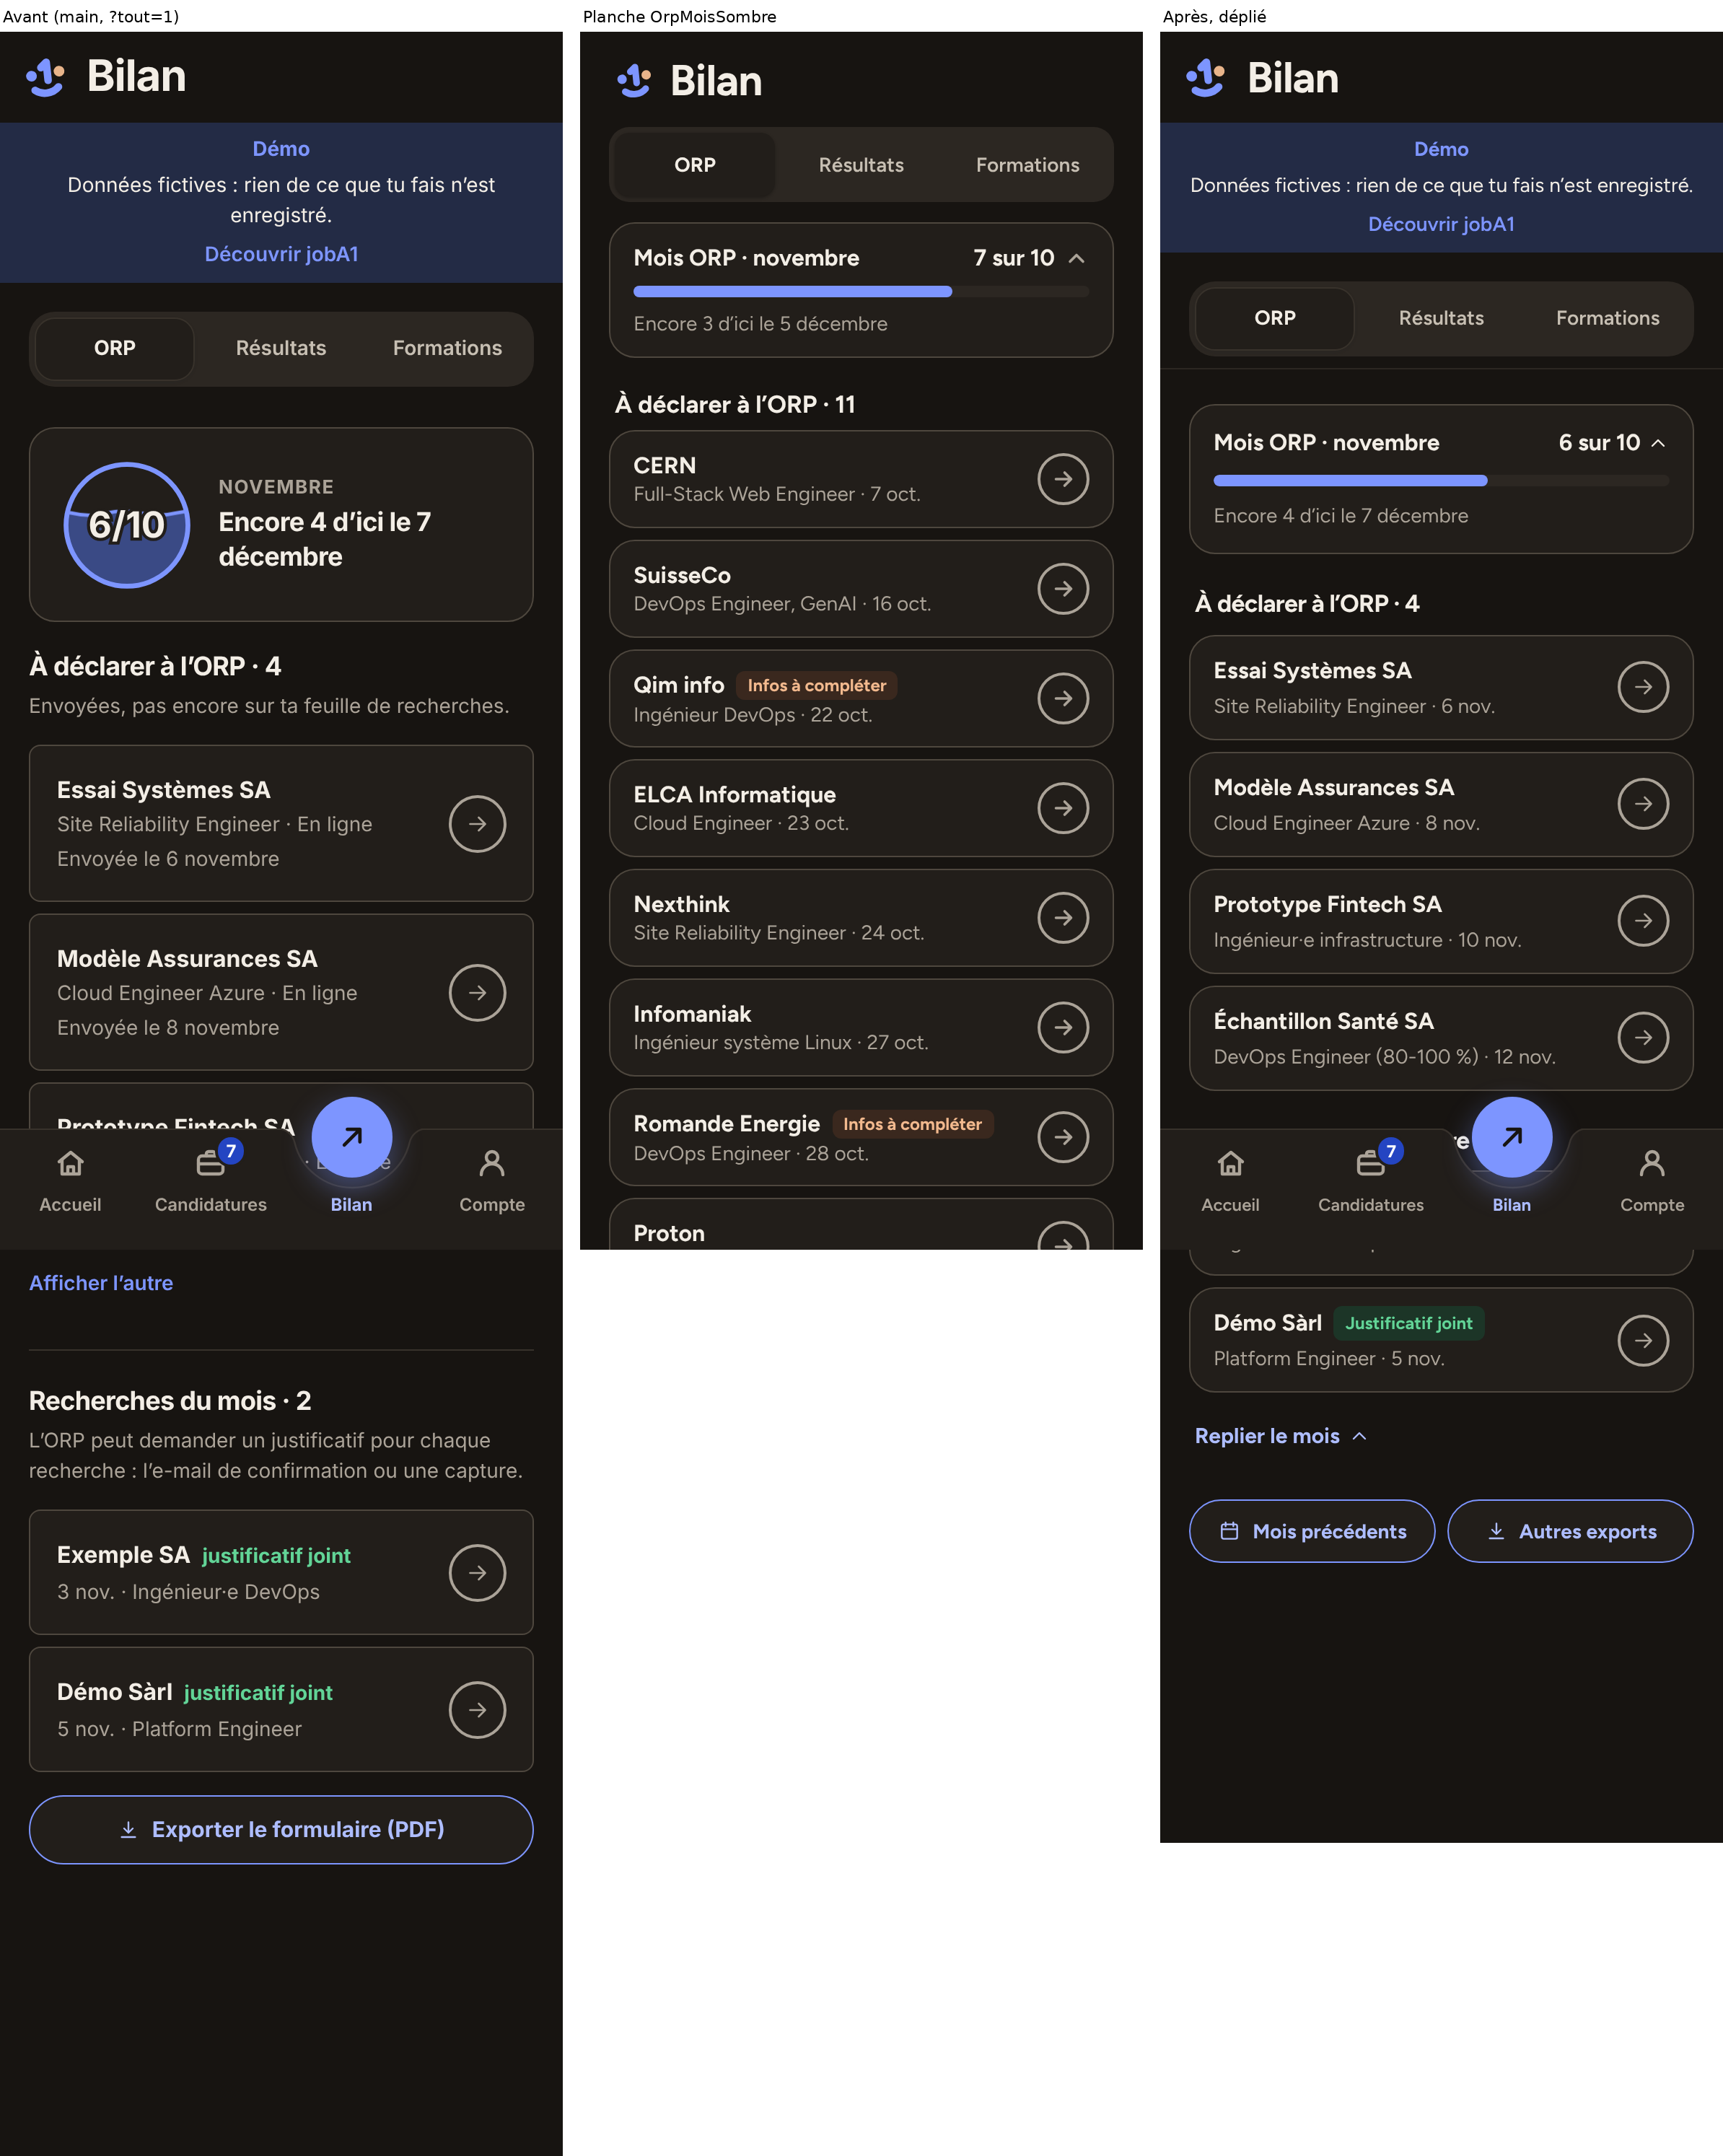 Avant (main, ?tout=1)
Bilan
Démo
Données fictives : rien de ce que tu fais n’est
enregistré.
Découvrir jobA1
ORP
Résultats
Formations
6/10
NOVEMBRE
Encore 4 d’ici le 7
décembre
À déclarer à l’ORP · 4
Envoyées, pas encore sur ta feuille de recherches.
Essai Systèmes SA
Site Reliability Engineer · En ligne
Envoyée le 6 novembre
Modèle Assurances SA
Cloud Engineer Azure · En ligne
Envoyée le 8 novembre
Prototype Fintech SA
7
Accueil
Candidatures
Bilan
Compte
Afficher l’autre
Recherches du mois · 2
L’ORP peut demander un justificatif pour chaque
recherche : l’e-mail de confirmation ou une capture.
Exemple SA justificatif joint
3 nov. · Ingénieur·e DevOps
Démo Sàrl justificatif joint
5 nov. · Platform Engineer
Exporter le formulaire (PDF)
Planche OrpMoisSombre
Bilan
ORP
Résultats
Formations
Mois ORP · novembre
7 sur 10
Encore 3 d’ici le 5 décembre
À déclarer à l’ORP · 11
CERN
Full-Stack Web Engineer · 7 oct.
SuisseCo
DevOps Engineer, GenAI · 16 oct.
Qim info Infos à compléter
Ingénieur DevOps · 22 oct.
ELCA Informatique
Cloud Engineer · 23 oct.
Nexthink
Site Reliability Engineer · 24 oct.
Infomaniak
Ingénieur système Linux · 27 oct.
Romande Energie Infos à compléter
DevOps Engineer · 28 oct.
Proton
Après, déplié
Bilan
Démo
Données fictives : rien de ce que tu fais n’est enregistré.
Découvrir jobA1
ORP
Résultats
Formations
Mois ORP · novembre
6 sur 10
Encore 4 d’ici le 7 décembre
À déclarer à l’ORP · 4
Essai Systèmes SA
Site Reliability Engineer · 6 nov.
Modèle Assurances SA
Cloud Engineer Azure · 8 nov.
Prototype Fintech SA
Ingénieur·e infrastructure · 10 nov.
Échantillon Santé SA
DevOps Engineer (80-100 %) · 12 nov.
7
Accueil
Candidatures
Bilan
Compte
Démo Sàrl Justificatif joint
Platform Engineer · 5 nov.
Replier le mois
Mois précédents
Autres exports